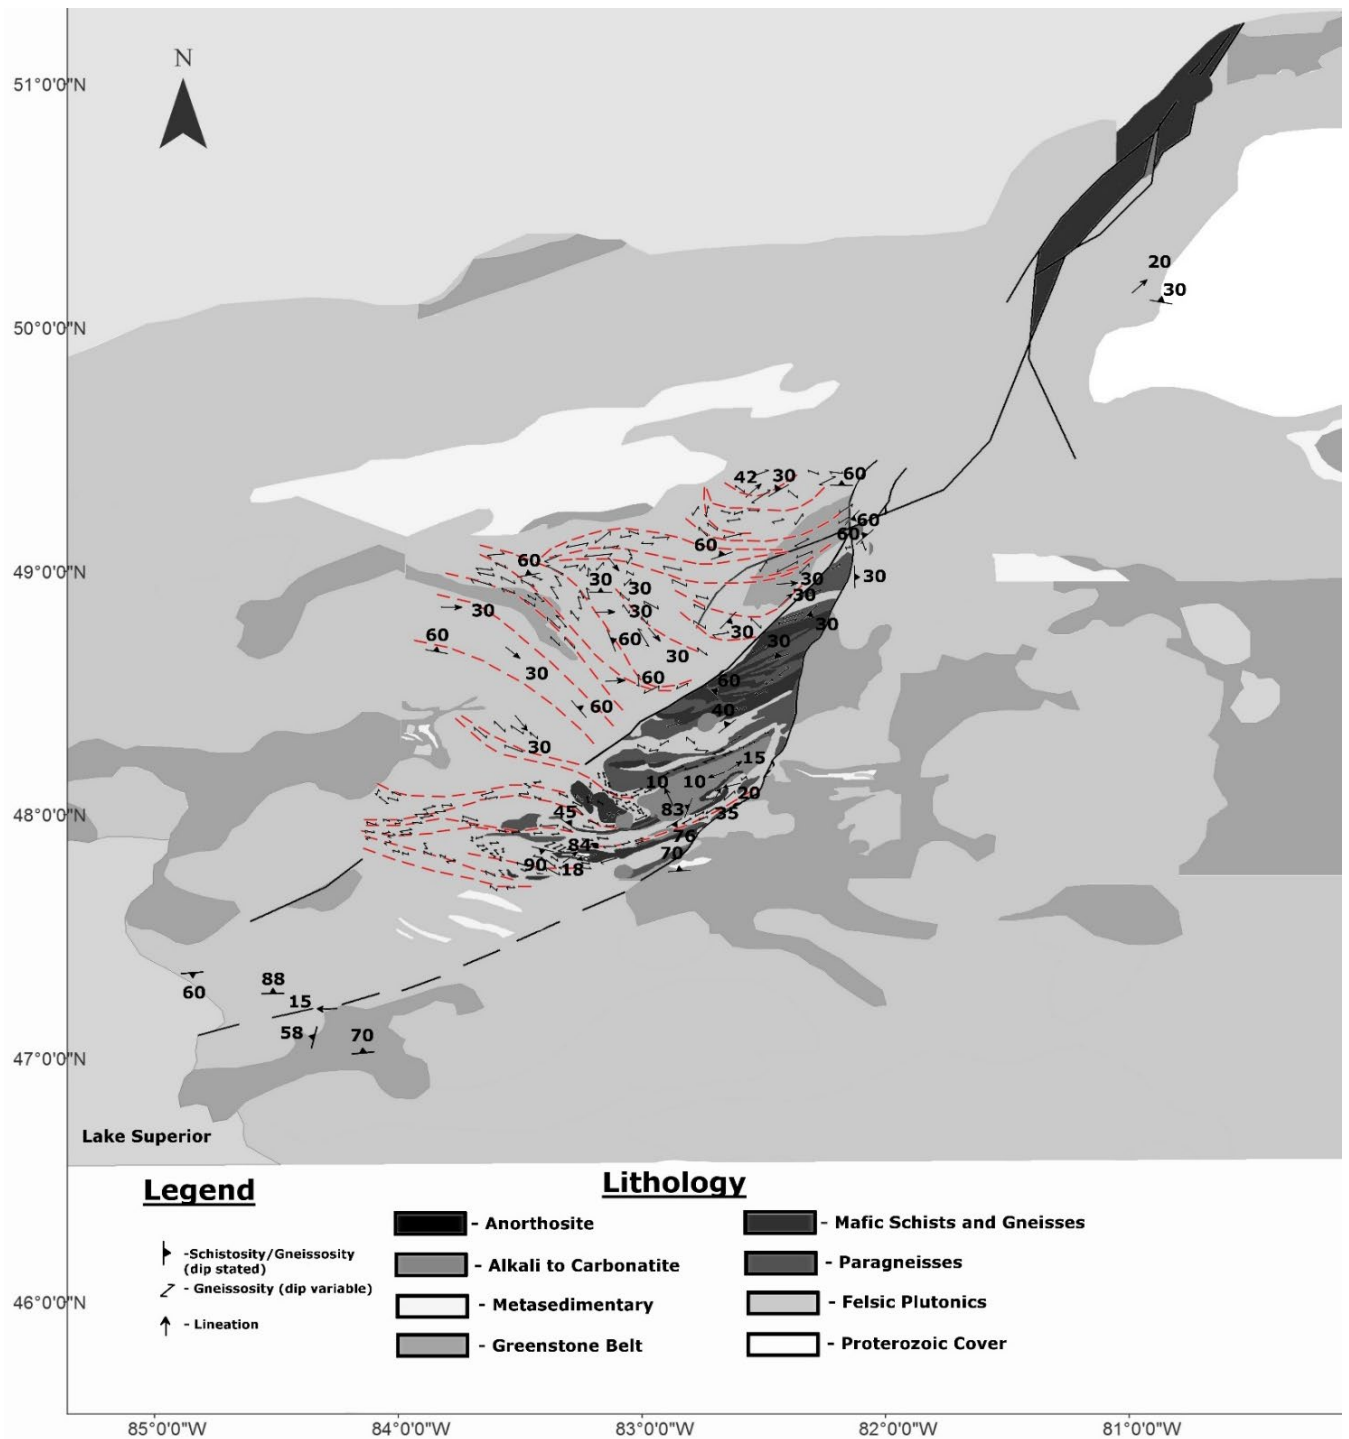 N
51°0'0"N
20
30
50°0'0"N
42 30 60
60
60 60
60
49°0'0"N
30
30 30
30 30
30 30
60 30
60 30
30
30
30
60 60
60
40
30
15
10 10
20
48°0'0"N
45 83 35
76
84
70
90
18
88
60
15
58
70
47°0'0"N
Lake Superior
Legend
Lithology
- Anorthosite
- Mafic Schists and Gneisses
-Schistosity/Gneissosity
(dip stated)
- Alkali to Carbonatite
- Paragneisses
- Gneissosity (dip variable)
- Metasedimentary
- Felsic Plutonics
46°0'0"N
- Lineation
- Greenstone Belt
- Proterozoic Cover
85°0'0"W
84°0'0"W
83°0'0"W
82°0'0"W
81°0'0"W